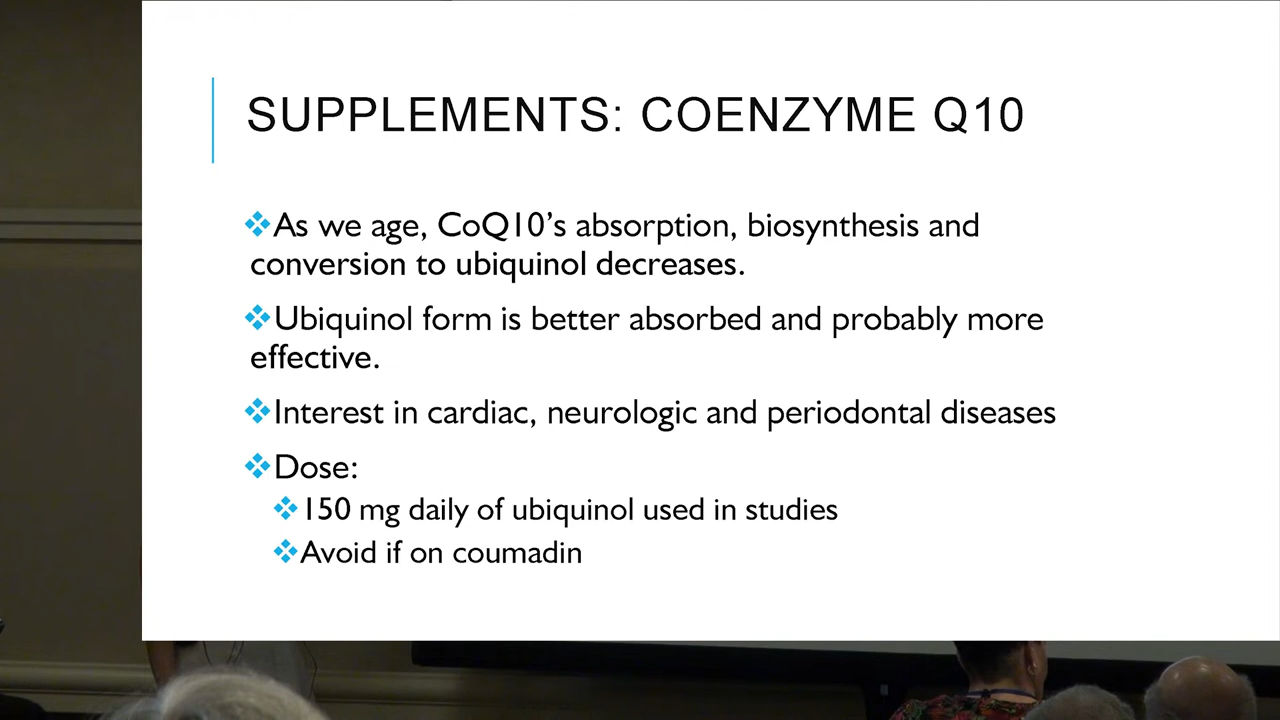 SUPPLEMENTS: COENZYME Q10
As we age, CoQ10's absorption, biosynthesis and
conversion to ubiquinol decreases.
Ubiquinol form is better absorbed and probably more
effective.
Interest in cardiac, neurologic and periodontal diseases
Dose:
150 mg daily of ubiquinol used in studies
Avoid if on coumadin